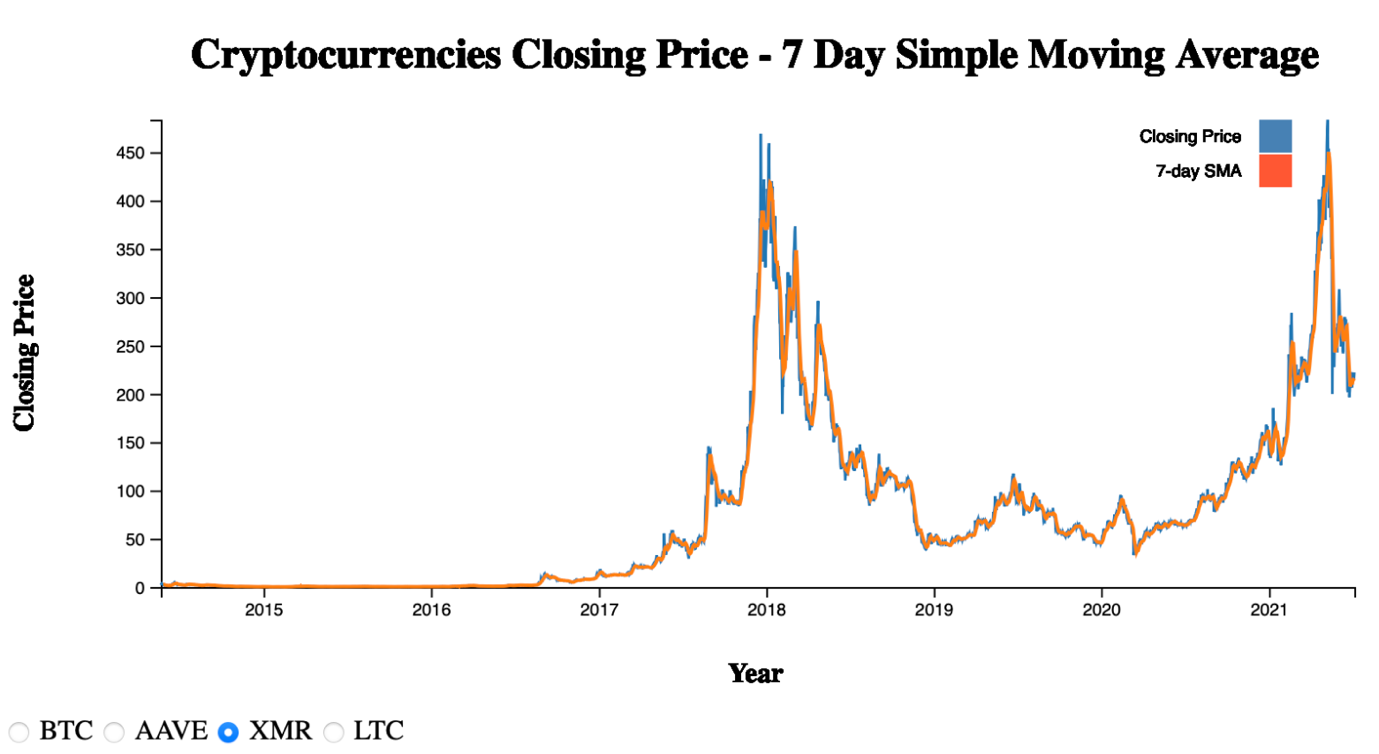 Cryptocurrencies Closing Price - 7 Day Simple Moving Average
Closing Price
7-day SMA
450
400
350
300
250
200
150
100
50
0
Closing Price
2015 2016 2017 2018 2019 2020 2021
Year
BTC AAVE XMR LTC